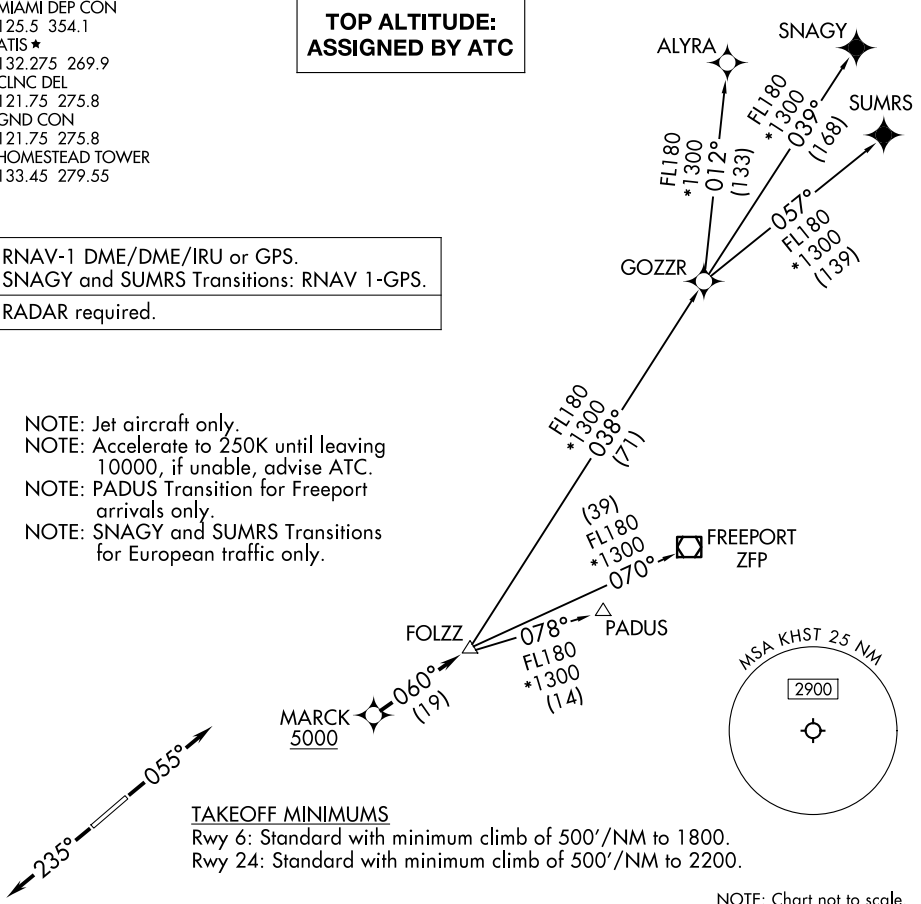 MIAMI DEP CON
125.5 354.1
ATIS ★
132.275 269.9
CLNC DEL
121.75 275.8
GND CON
121.75 275.8
HOMESTEAD TOWER
133.45 279.55
TOP ALTITUDE:
ASSIGNED BY ATC
ALYRA
SNAGY
SUMRS
FL180
*1300
012°
(133)
FL180
*1300
039°
(168)
057°
FL180
*1300
(139)
GOZZR
RNAV-1 DME/DME/IRU or GPS.
SNAGY and SUMRS Transitions: RNAV 1-GPS.
RADAR required.
NOTE: Jet aircraft only.
NOTE: Accelerate to 250K until leaving
10000, if unable, advise ATC.
NOTE: PADUS Transition for Freeport
arrivals only.
NOTE: SNAGY and SUMRS Transitions
for European traffic only.
FL180
*1300
038°
(71)
(39)
FL180
*1300
070°
FREEPORT
ZFP
FOLZZ
078°
FL180
*1300
(14)
PADUS
060°
(19)
MARCK
5000
MSA KHST 25 NM
2900
055°
235°
TAKEOFF MINIMUMS
Rwy 6: Standard with minimum climb of 500'/NM to 1800.
Rwy 24: Standard with minimum climb of 500'/NM to 2200.
NOTE: Chart not to scale